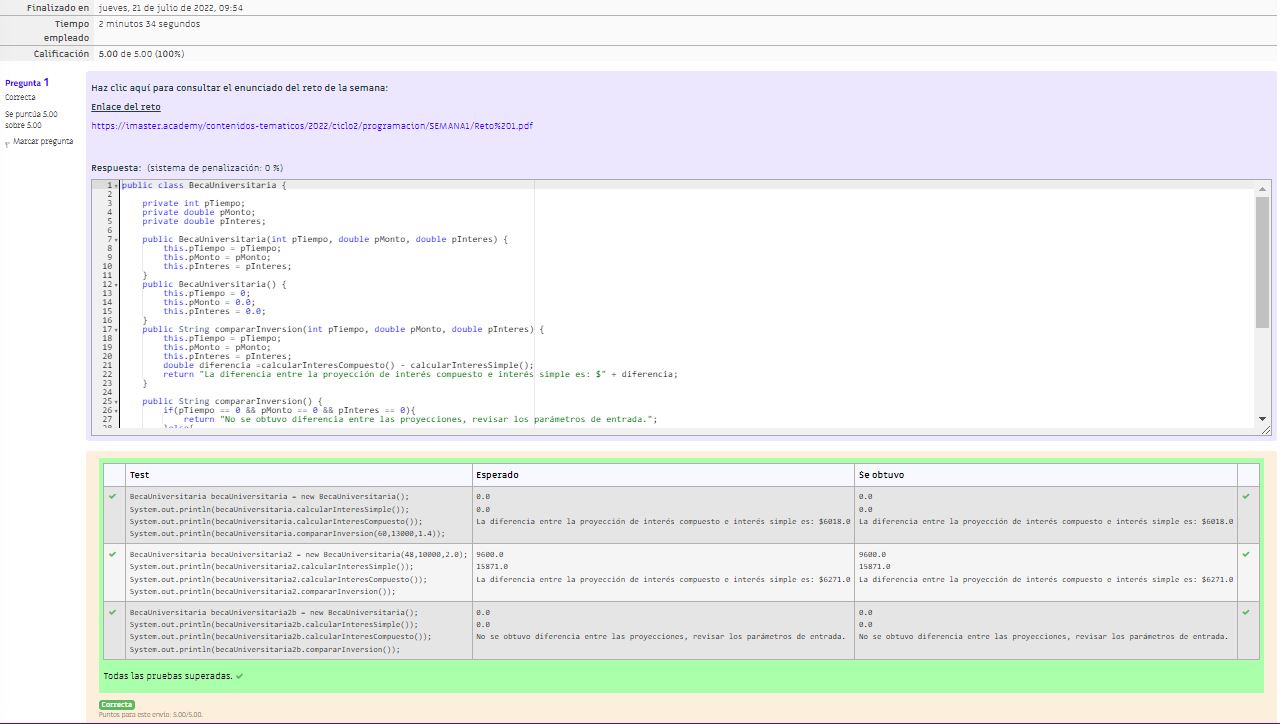 Finalizado en jueves, 21 de julio de 2022, 09:54
Tiempo empleado 2 minutos 34 segundos
Calificación 5.00 de 5.00 (100%)
Pregunta 1
Correcta
Se puntúa 5.00 sobre 5.00
Marcar pregunta
Haz clic aquí para consultar el enunciado del reto de la semana:
Enlace del reto
https://imaster.academy/contenidos-tematicos/2022/ciclo2/programacion/SEMANA1/Reto%201.pdf
Respuesta: (sistema de penalización: 0 %)
1 public class BecaUniversitaria {
2
3 private int pTiempo;
4 private double pMonto;
5 private double pInteres;
6
7 public BecaUniversitaria(int pTiempo, double pMonto, double pInteres) {
8 this.pTiempo = pTiempo;
9 this.pMonto = pMonto;
10 this.pInteres = pInteres;
11 }
12 public BecaUniversitaria() {
13 this.pTiempo = 0;
14 this.pMonto = 0.0;
15 this.pInteres = 0.0;
16 }
17 public String compararInversion(int pTiempo, double pMonto, double pInteres) {
18 this.pTiempo = pTiempo;
19 this.pMonto = pMonto;
20 this.pInteres = pInteres;
21 double diferencia =calcularInteresCompuesto() - calcularInteresSimple();
22 return "La diferencia entre la proyección de interés compuesto e interés simple es: $" + diferencia;
23 }
24
25 public String compararInversion() {
26 if(pTiempo == 0 && pMonto == 0 && pInteres == 0){
27 return "No se obtuvo diferencia entre las proyecciones, revisar los parámetros de entrada.";
28 }else{
Test Esperado Se obtuvo
BecaUniversitaria becaUniversitaria = new BecaUniversitaria();
System.out.println(becaUniversitaria.calcularInteresSimple());
System.out.println(becaUniversitaria.calcularInteresCompuesto());
System.out.println(becaUniversitaria.compararInversion(60,13000,1.4));
0.0
0.0
La diferencia entre la proyección de interés compuesto e interés simple es: $6018.0
0.0
0.0
La diferencia entre la proyección de interés compuesto e interés simple es: $6018.0
BecaUniversitaria becaUniversitaria2 = new BecaUniversitaria(48,10000,2.0);
System.out.println(becaUniversitaria2.calcularInteresSimple());
System.out.println(becaUniversitaria2.calcularInteresCompuesto());
System.out.println(becaUniversitaria2.compararInversion());
9600.0
15871.0
La diferencia entre la proyección de interés compuesto e interés simple es: $6271.0
9600.0
15871.0
La diferencia entre la proyección de interés compuesto e interés simple es: $6271.0
BecaUniversitaria becaUniversitaria2b = new BecaUniversitaria();
System.out.println(becaUniversitaria2b.calcularInteresSimple());
System.out.println(becaUniversitaria2b.calcularInteresCompuesto());
System.out.println(becaUniversitaria2b.compararInversion());
0.0
0.0
No se obtuvo diferencia entre las proyecciones, revisar los parámetros de entrada.
0.0
0.0
No se obtuvo diferencia entre las proyecciones, revisar los parámetros de entrada.
Todas las pruebas superadas.
Correcta
Puntos para este envío: 5.00/5.00.